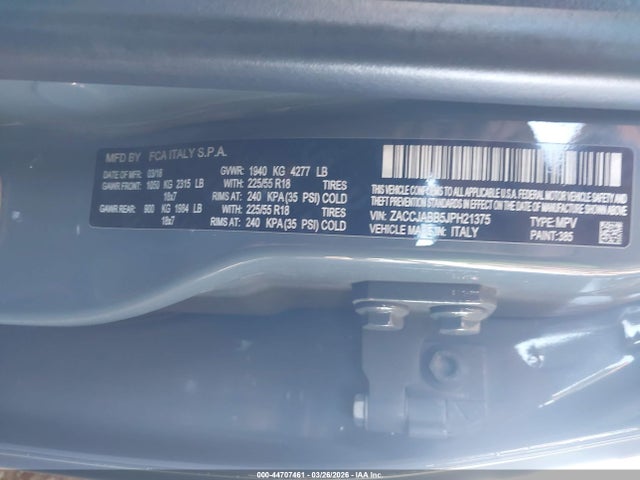 MFD BY FCA ITALY S.P.A.
DATE OF MFR: 03/18 GVWR: 1940 KG 4277 LB
GAWR FRONT: 1050 KG 2315 LB WITH: 225/55 R18 TIRES
18x7 RIMS AT: 240 KPA (35 PSI) COLD
GAWR REAR: 900 KG 1984 LB WITH: 225/55 R18 TIRES
18x7 RIMS AT: 240 KPA (35 PSI) COLD
THIS VEHICLE CONFORMS TO ALL APPLICABLE U.S.A.
FEDERAL MOTOR VEHICLE SAFETY AND
THEFT PREVENTION STANDARDS IN EFFECT
ON THE DATE OF MANUFACTURE SHOWN ABOVE
VIN: ZACCJABB5JPH21375 TYPE: MPV
VEHICLE MADE IN: ITALY PAINT: 385
000-44707461 | 03/26/2026 | IAA Inc.